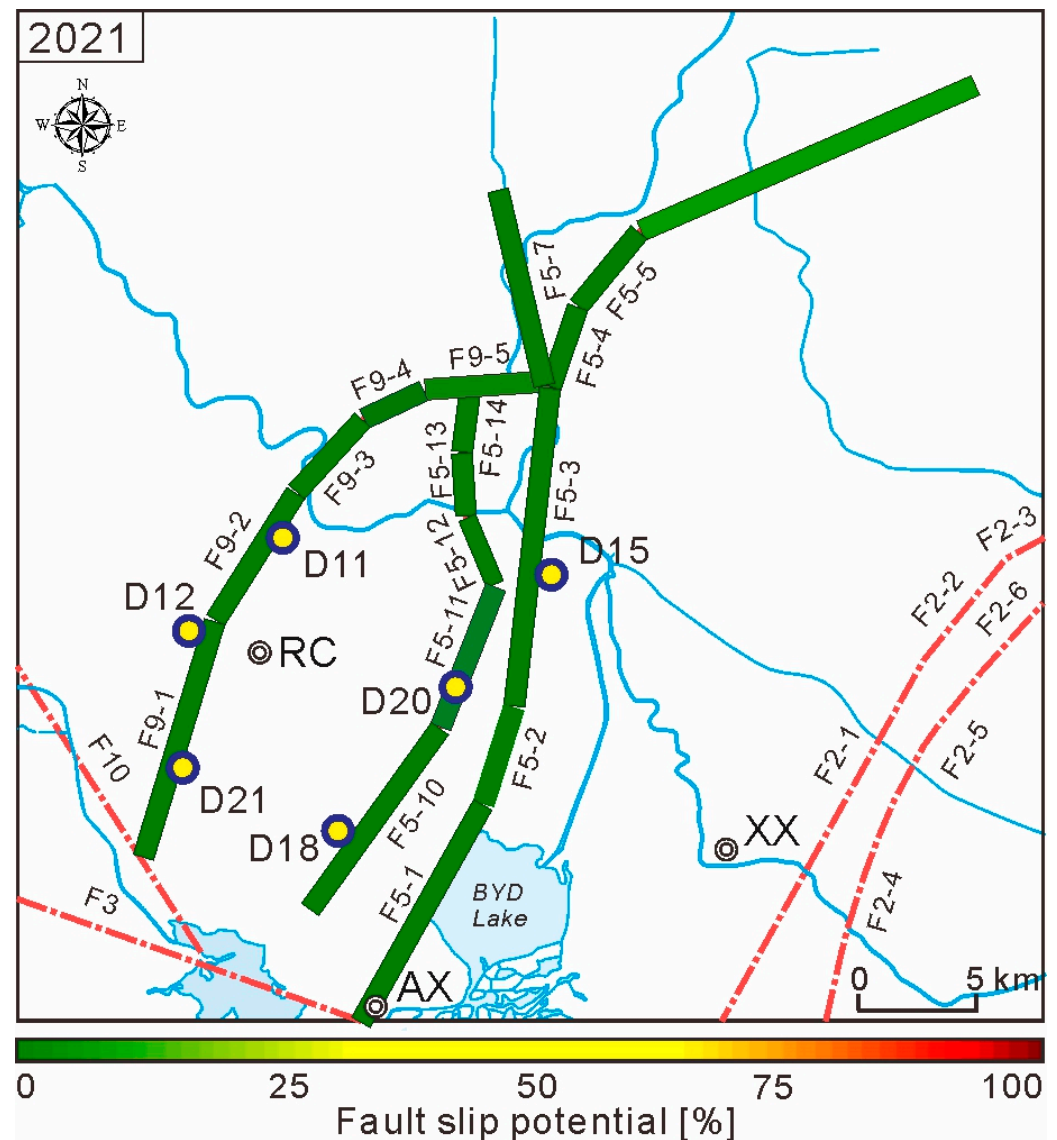 2021
N
W E
S
F5-7
F5-5
F5-4
F9-5
F9-4
F5-14
F5-13
F9-3
F5-3
F9-2
F5-12
F2-3
D11
D15
F2-2
F2-6
D12
F5-11
RC
D20
F9-1
F10
F2-1
F2-5
F5-2
D21
F5-10
D18
XX
F5-1
BYD
Lake
F3
F2-4
AX
0 5 km
0 25 50 75 100
Fault slip potential [%]